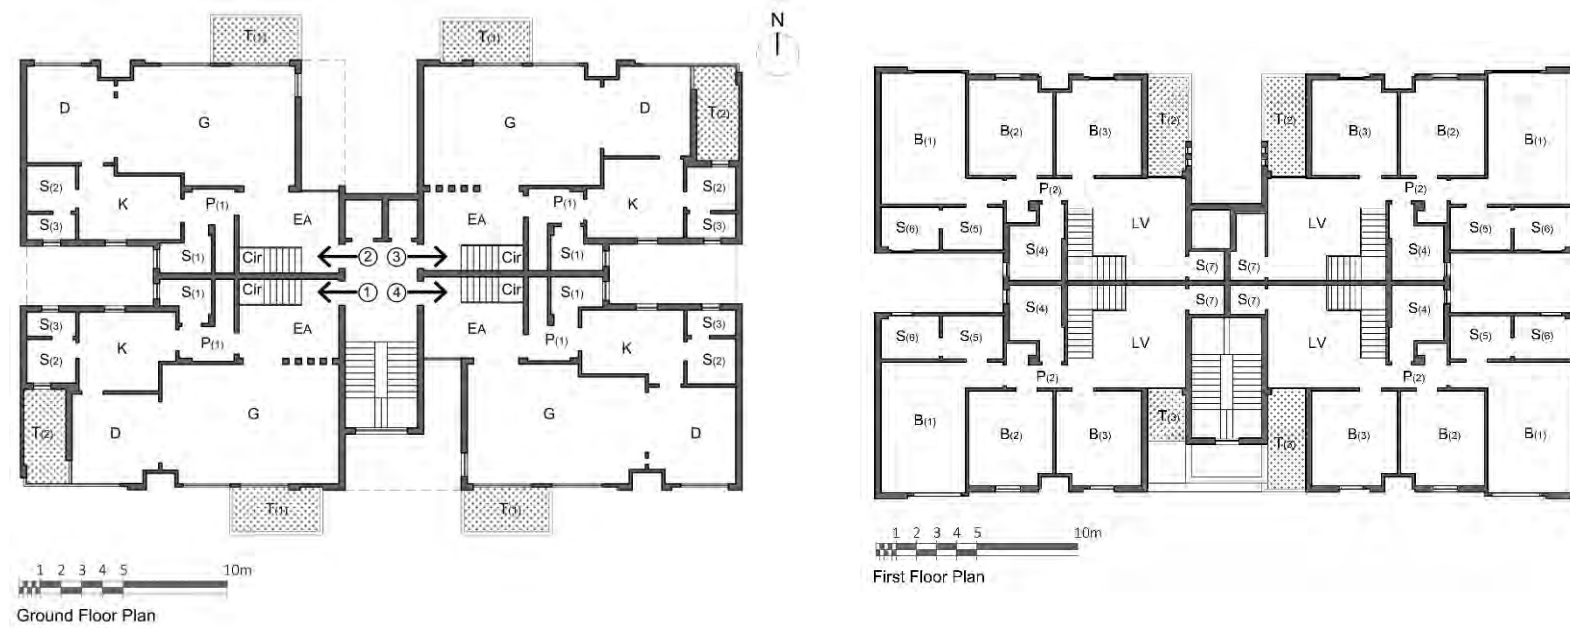 N
T(1) T(1)
D G G D T(2)
S(2) K P(1) EA EA P(1) K S(2)
S(3) S(3)
S(1) Cir 2 3 Cir S(1)
S(1) Cir 1 4 Cir S(1)
S(3) EA EA S(3)
S(2) K P(1) P(1) K S(2)
T(2) D G G D
T(1) T(1)
1 2 3 4 5 10m
Ground Floor Plan
B(1) B(2) B(3) T(2) T(2) B(3) B(2) B(1)
P(2) P(2)
S(6) S(5) LV LV S(5) S(6)
S(4) S(7) S(7) S(4)
S(4) S(7) S(7) S(4)
S(6) S(5) LV LV S(5) S(6)
P(2) P(2)
B(1) B(2) B(3) T(3) T(3) B(3) B(2) B(1)
1 2 3 4 5 10m
First Floor Plan